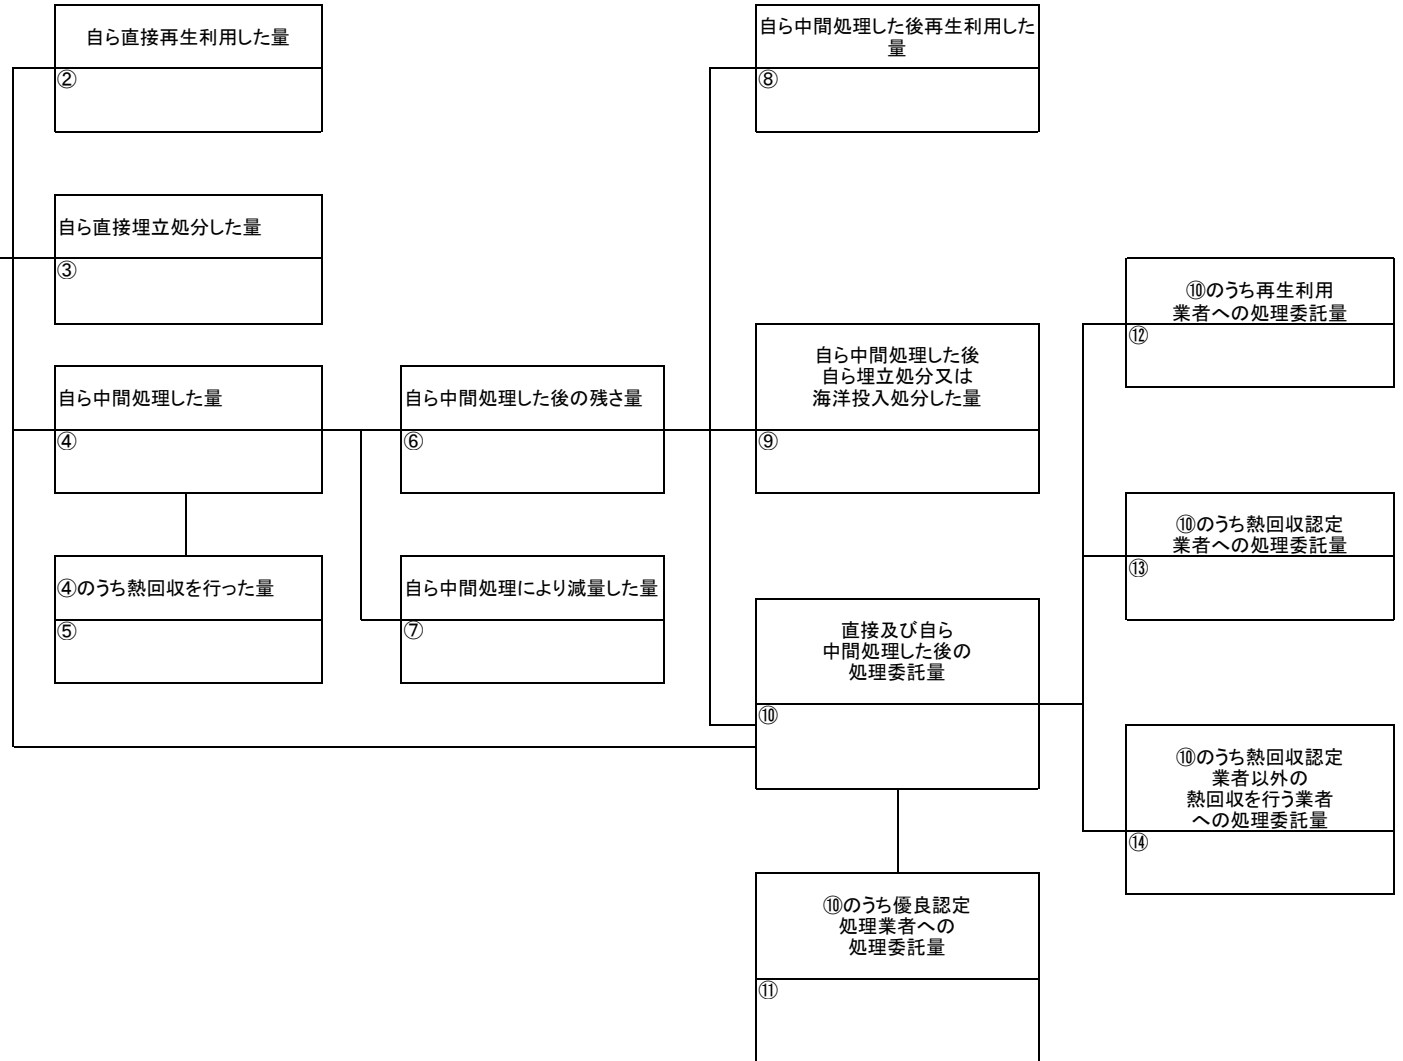 自ら直接再生利用した量
②
自ら直接埋立処分した量
③
自ら中間処理した量
④
④のうち熱回収を行った量
⑤
自ら中間処理した後の残さ量
⑥
自ら中間処理により減量した量
⑦
自ら中間処理した後再生利用した
量
⑧
自ら中間処理した後
自ら埋立処分又は
海洋投入処分した量
⑨
直接及び自ら
中間処理した後の
処理委託量
⑩
⑩のうち優良認定
処理業者への
処理委託量
⑪
⑩のうち再生利用
業者への処理委託量
⑫
⑩のうち熱回収認定
業者への処理委託量
⑬
⑩のうち熱回収認定
業者以外の
熱回収を行う業者
への処理委託量
⑭